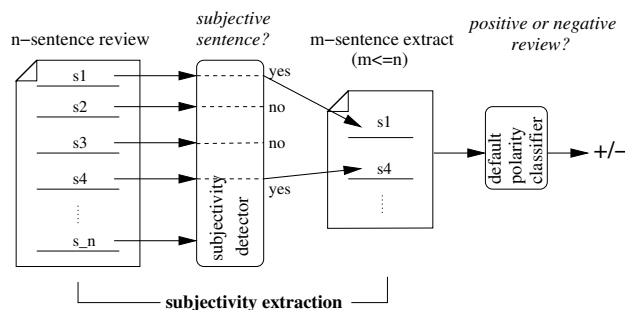 n−sentence review
s1
s2
s3
s4
s_n
subjective
sentence?
subjectivity
detector
yes
no
no
yes
m−sentence extract
(m<=n)
s1
s4
positive or negative
review?
default
polarity
classifier
+/−
subjectivity extraction